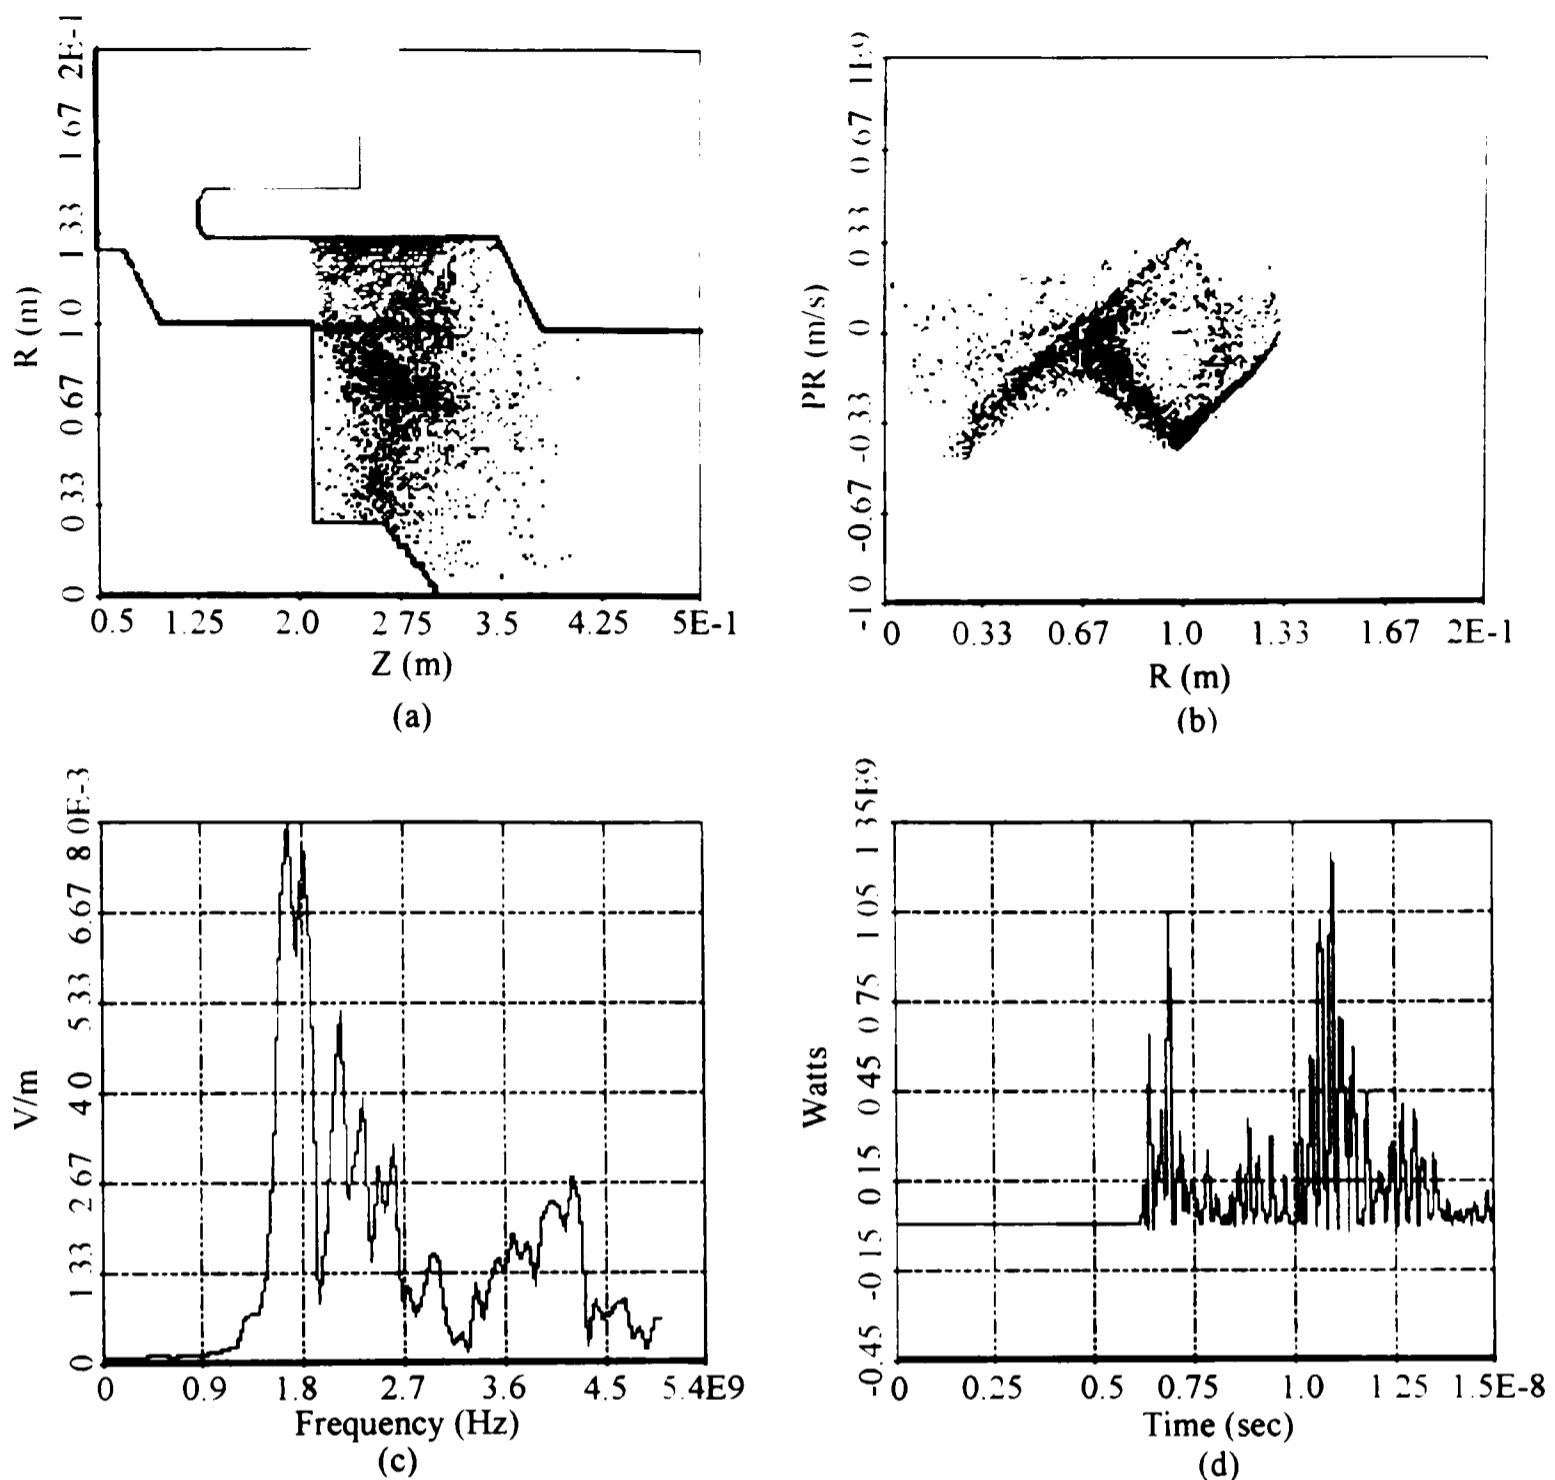 2E-1
1 67
1 33
1 0
0 67
0 33
0
R (m)
0.5 1.25 2.0 2 75 3.5 4.25 5E-1
Z (m)
(a)
1E9
0 67
0 33
0
-0.33
-0.67
-1 0
PR (m/s)
0 0.33 0.67 1.0 1.33 1.67 2E-1
R (m)
(b)
8 0E-3
6.67
5 33
4 0
2 67
1 33
0
V/m
0 0.9 1.8 2.7 3.6 4.5 5.4E9
Frequency (Hz)
(c)
1 35E9
1 05
0 75
0 45
0 15
-0 15
-0.45
Watts
0 0.25 0.5 0.75 1.0 1 25 1.5E-8
Time (sec)
(d)